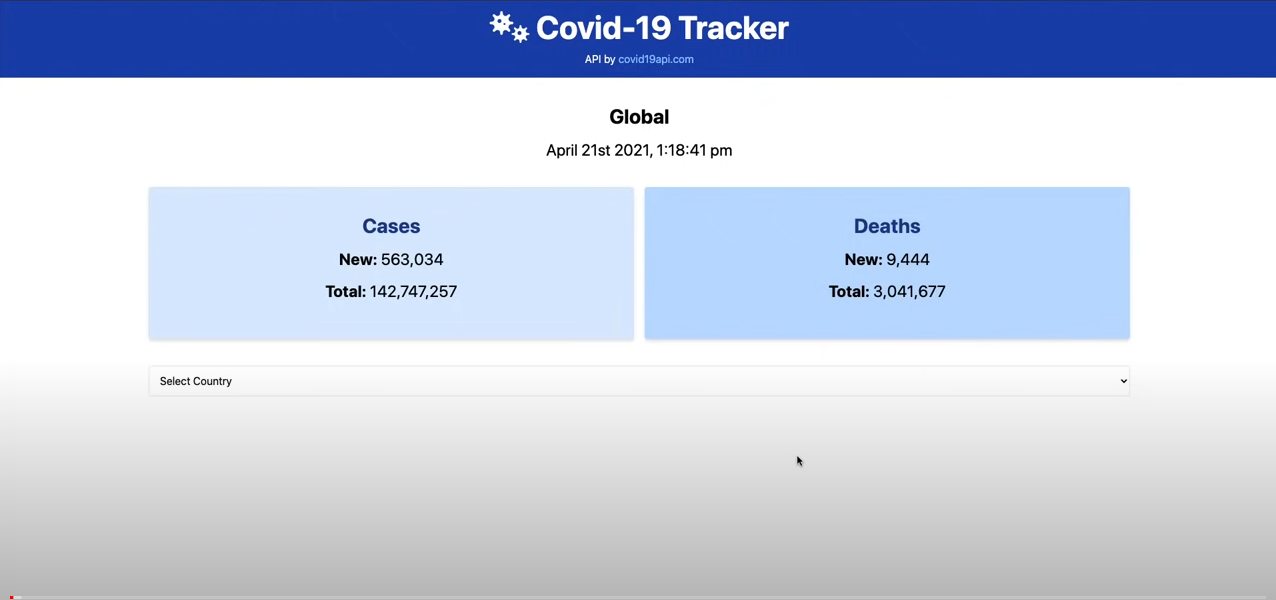 Covid-19 Tracker
API by covid19api.com
Global
April 21st 2021, 1:18:41 pm
Cases
New: 563,034
Total: 142,747,257
Deaths
New: 9,444
Total: 3,041,677
Select Country